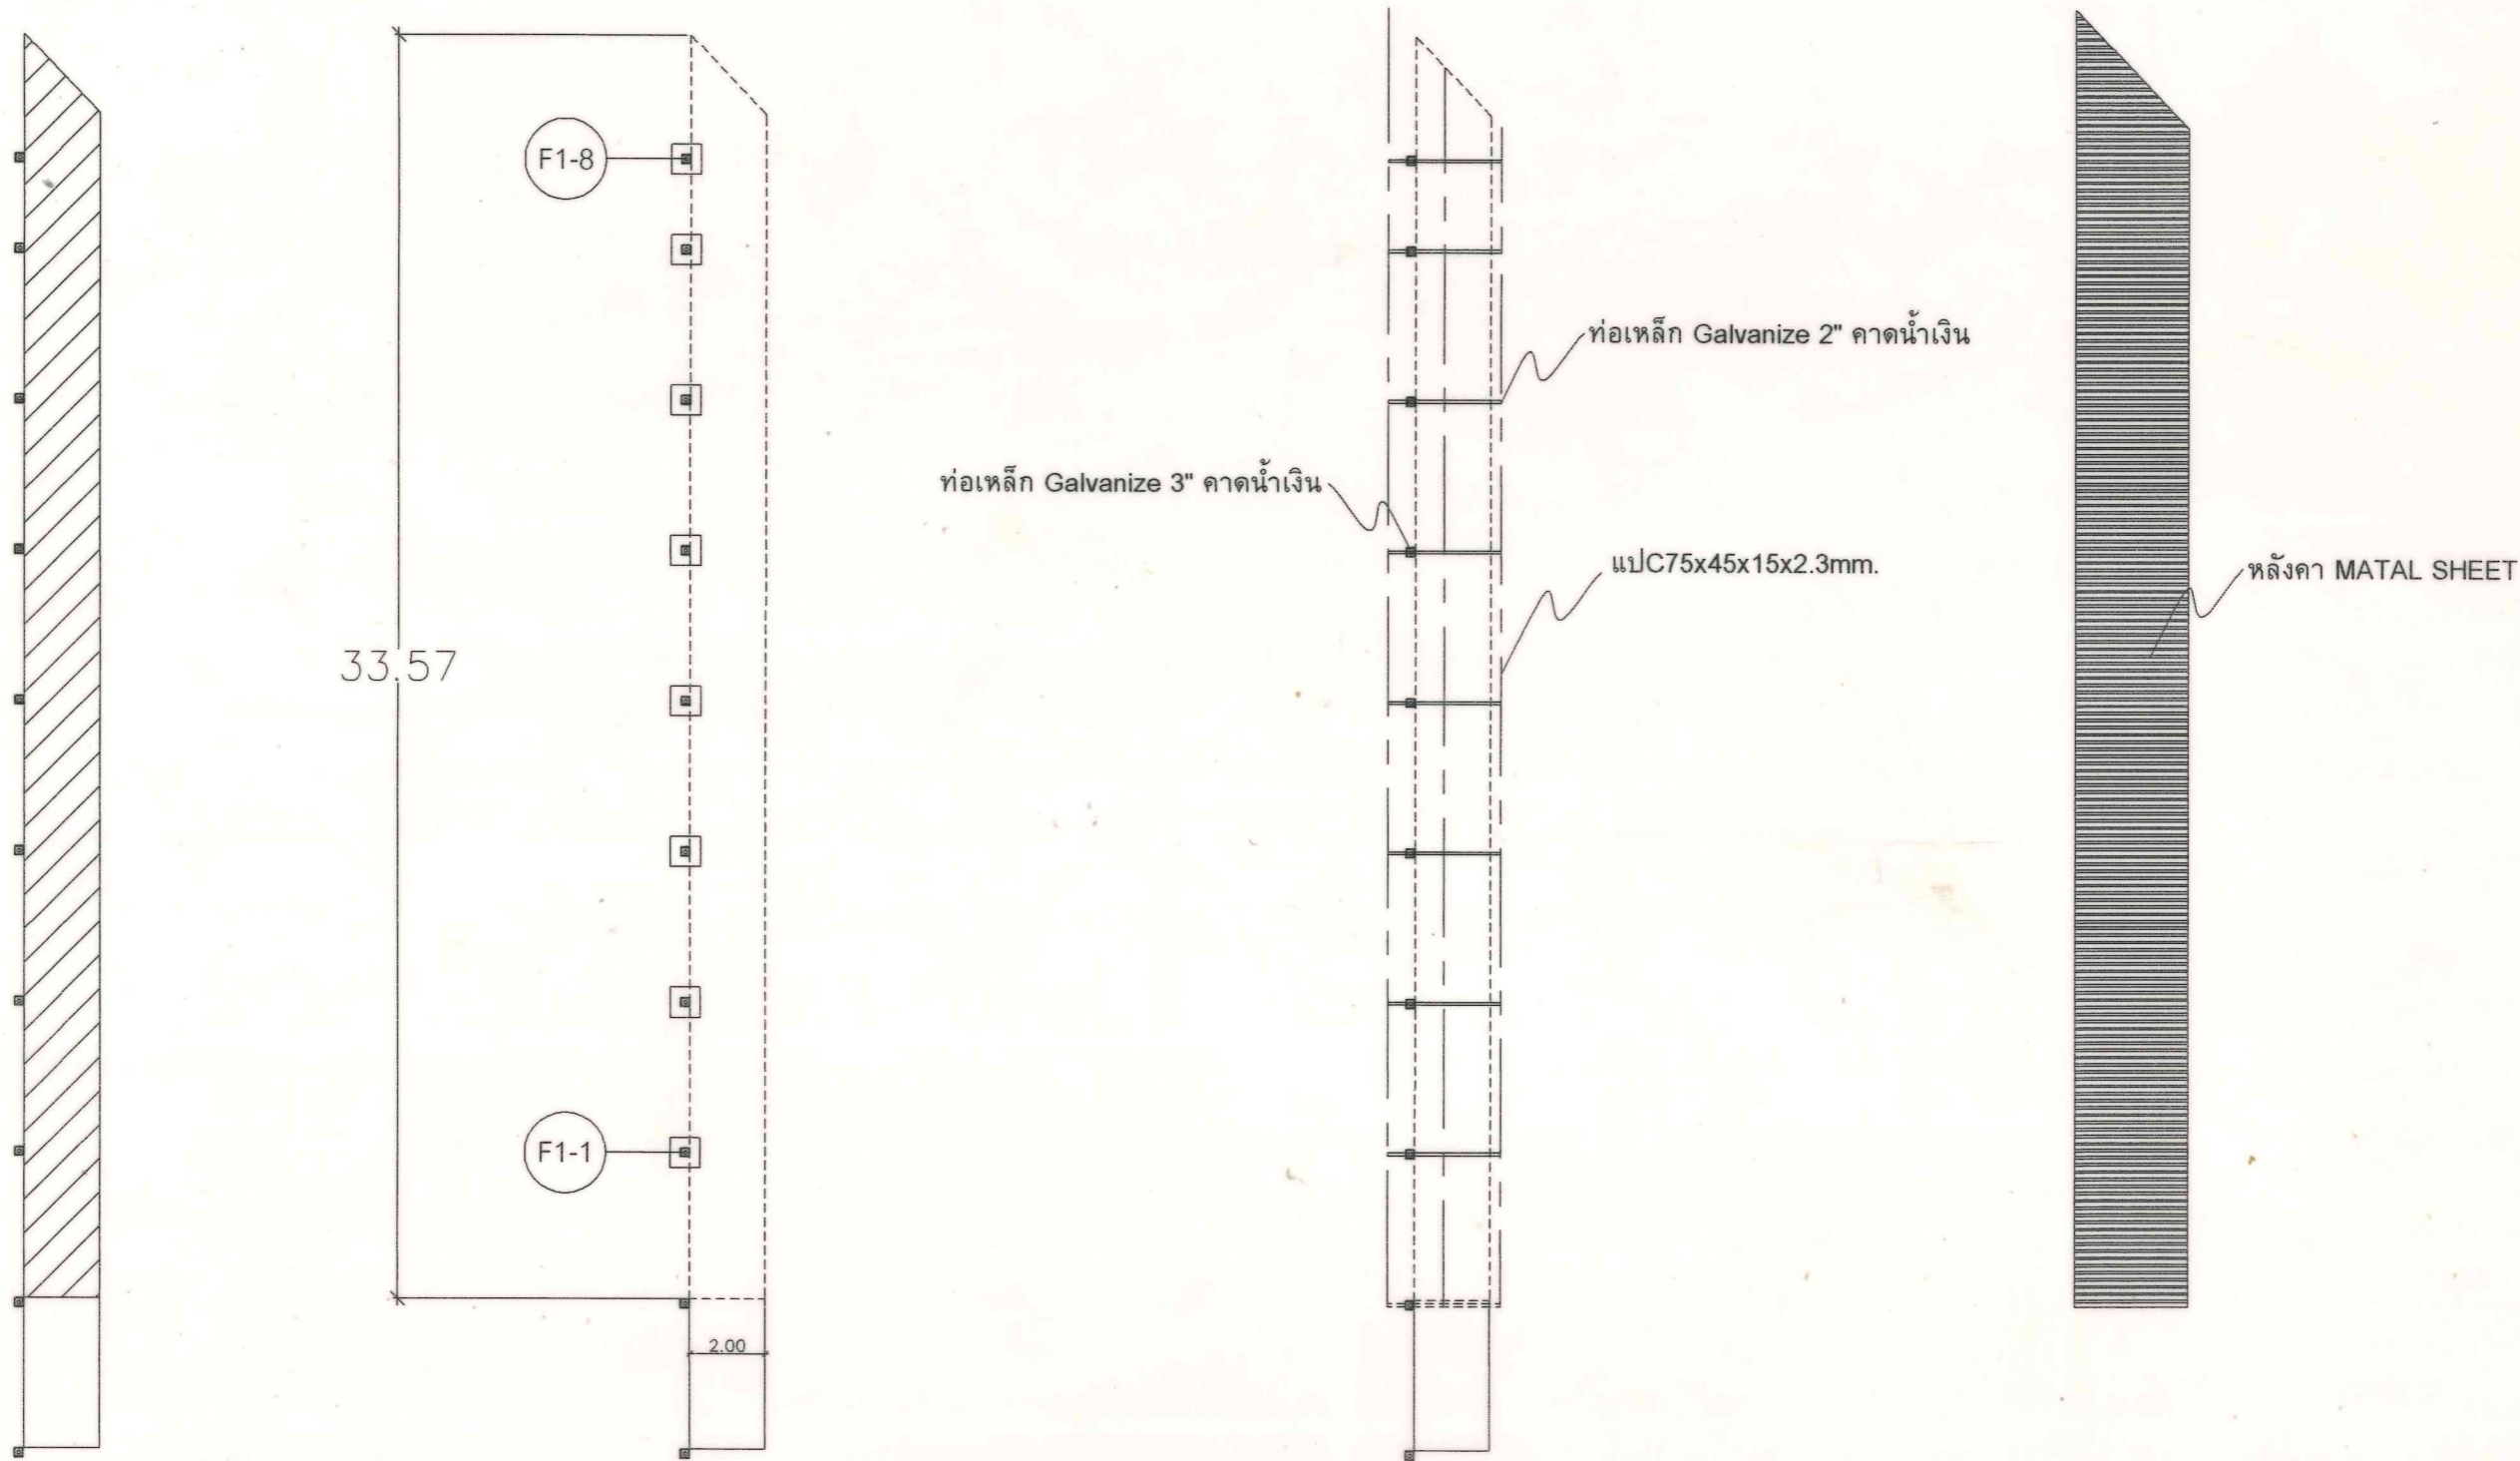 F1-8
ท่อเหล็ก Galvanize 2" คาดน้ำเงิน
ท่อเหล็ก Galvanize 3" คาดน้ำเงิน
แปC75x45x15x2.3mm.
หลังคา MATAL SHEET
33.57
F1-1
2.00